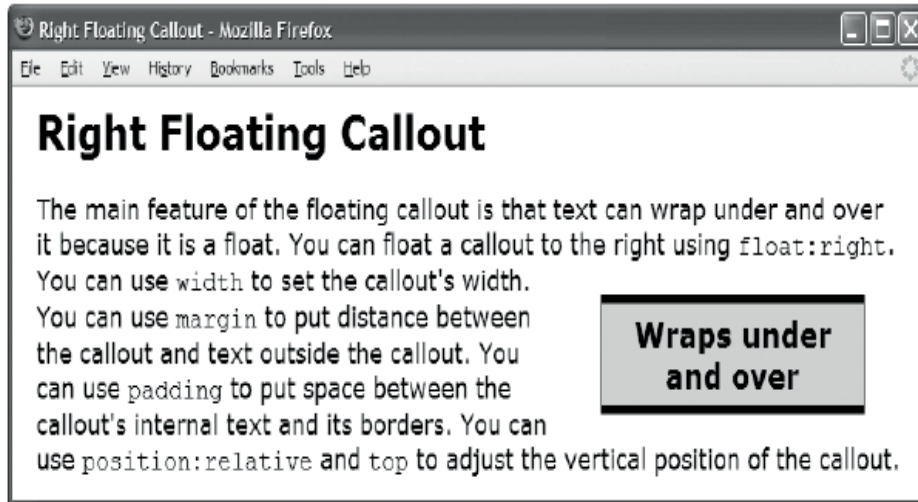 Right Floating Callout - Mozilla Firefox
File Edit View History Bookmarks Tools Help
Right Floating Callout
The main feature of the floating callout is that text can wrap under and over
it because it is a float. You can float a callout to the right using float:right.
You can use width to set the callout's width.
You can use margin to put distance between
the callout and text outside the callout. You
can use padding to put space between the
callout's internal text and its borders. You can
use position:relative and top to adjust the vertical position of the callout.
Wraps under
and over